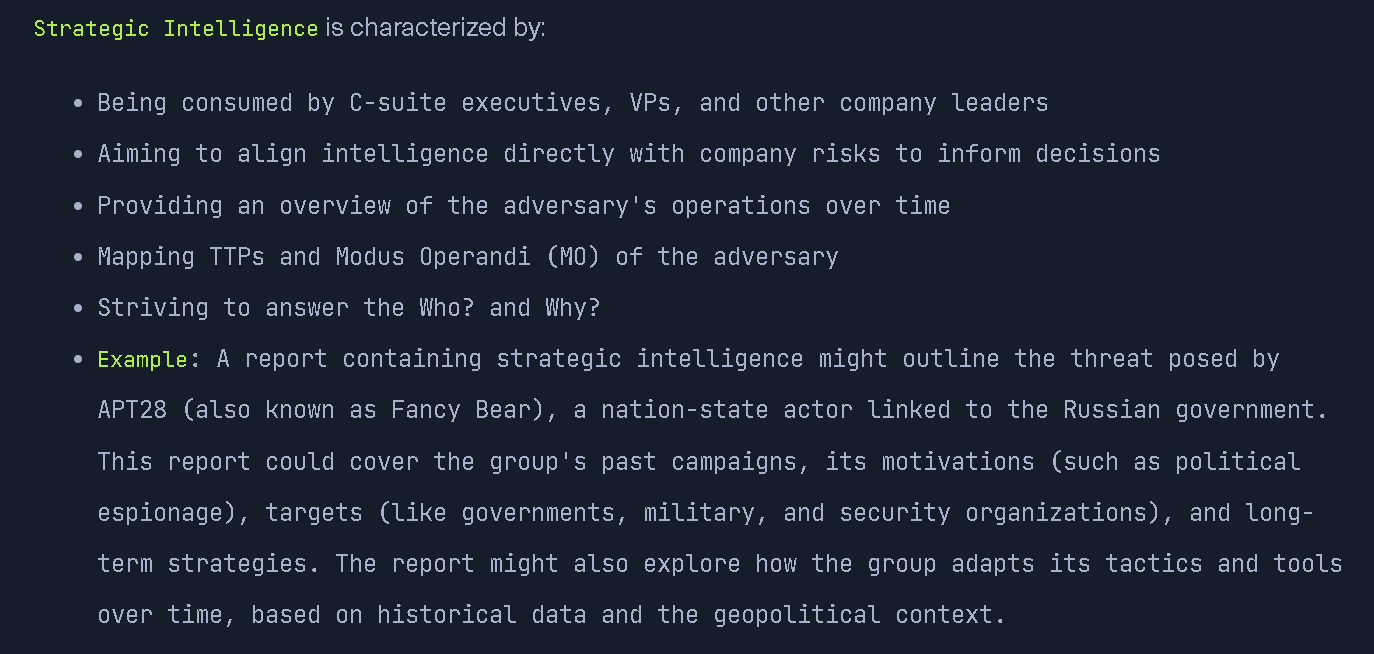 Strategic Intelligence is characterized by:
• Being consumed by C-suite executives, VPs, and other company leaders
• Aiming to align intelligence directly with company risks to inform decisions
• Providing an overview of the adversary's operations over time
• Mapping TTPs and Modus Operandi (MO) of the adversary
• Striving to answer the Who? and Why?
• Example: A report containing strategic intelligence might outline the threat posed by
APT28 (also known as Fancy Bear), a nation-state actor linked to the Russian government.
This report could cover the group's past campaigns, its motivations (such as political
espionage), targets (like governments, military, and security organizations), and long-
term strategies. The report might also explore how the group adapts its tactics and tools
over time, based on historical data and the geopolitical context.